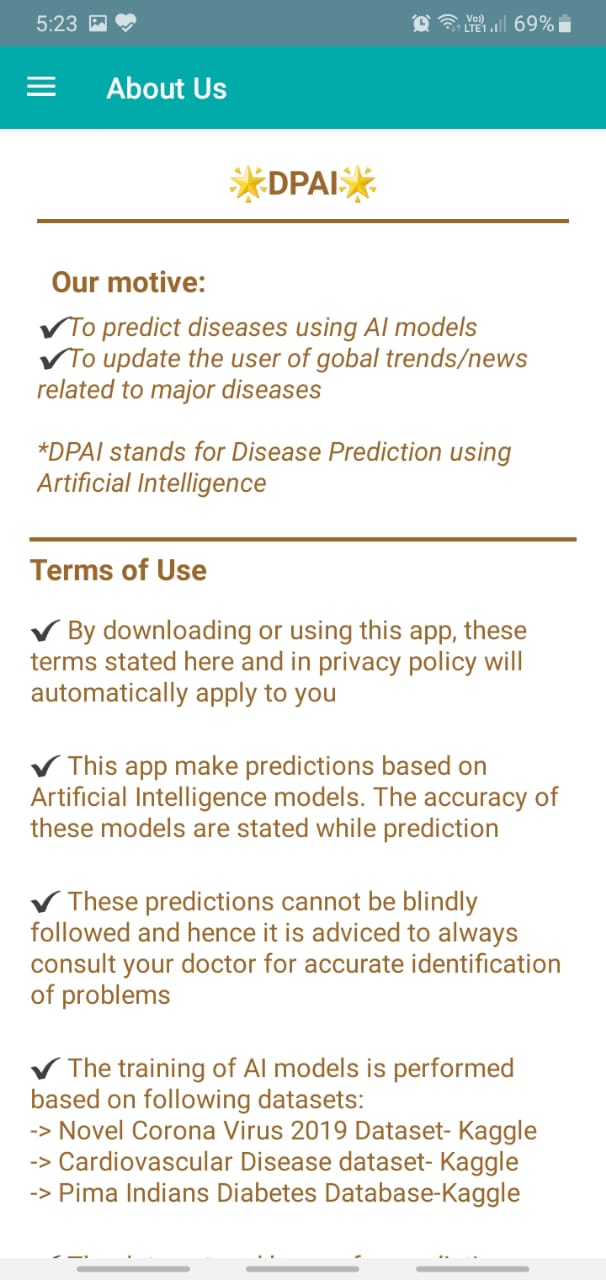 5:23 Vo)) LTE1 69%
About Us
🌟DPAI🌟
Our motive:
✔To predict diseases using AI models
✔To update the user of gobal trends/news
related to major diseases
*DPAI stands for Disease Prediction using
Artificial Intelligence
Terms of Use
✔ By downloading or using this app, these
terms stated here and in privacy policy will
automatically apply to you
✔ This app make predictions based on
Artificial Intelligence models. The accuracy of
these models are stated while prediction
✔ These predictions cannot be blindly
followed and hence it is adviced to always
consult your doctor for accurate identification
of problems
✔ The training of AI models is performed
based on following datasets:
-> Novel Corona Virus 2019 Dataset- Kaggle
-> Cardiovascular Disease dataset- Kaggle
-> Pima Indians Diabetes Database-Kaggle